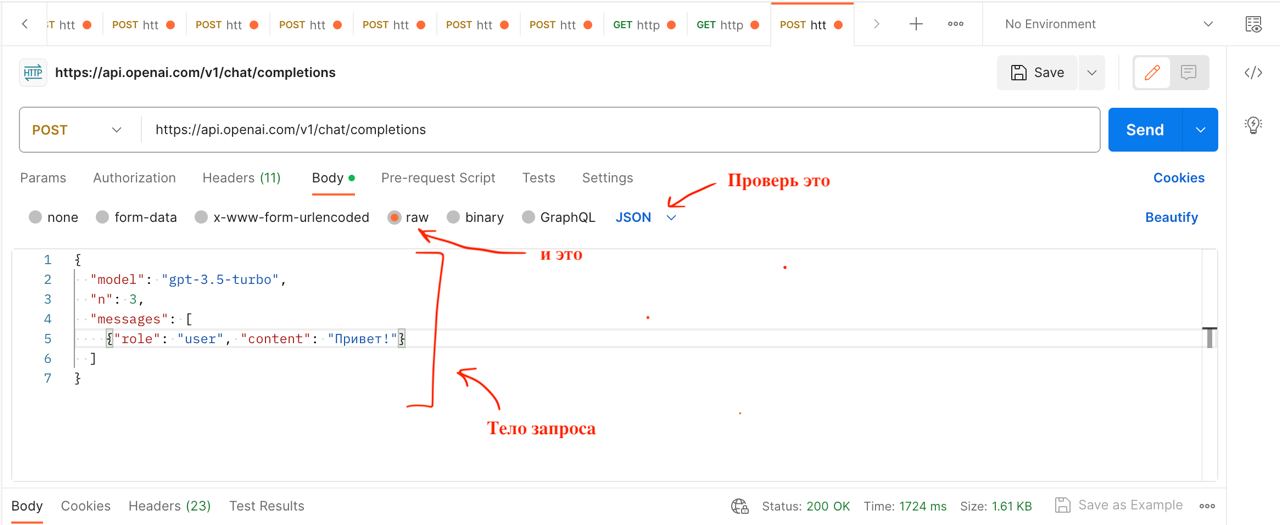 ST htt POST htt POST htt POST htt POST htt POST htt POST htt GET http GET http POST htt No Environment
HTTP https://api.openai.com/v1/chat/completions Save
POST https://api.openai.com/v1/chat/completions Send
Params Authorization Headers (11) Body Pre-request Script Tests Settings Cookies
Проверь это
none form-data x-www-form-urlencoded raw binary GraphQL JSON Beautify
и это
1 {
2 "model": "gpt-3.5-turbo",
3 "n": 3,
4 "messages": [
5 {"role": "user", "content": "Привет!"}
6 ]
7 }
Тело запроса
Body Cookies Headers (23) Test Results Status: 200 OK Time: 1724 ms Size: 1.61 KB Save as Example